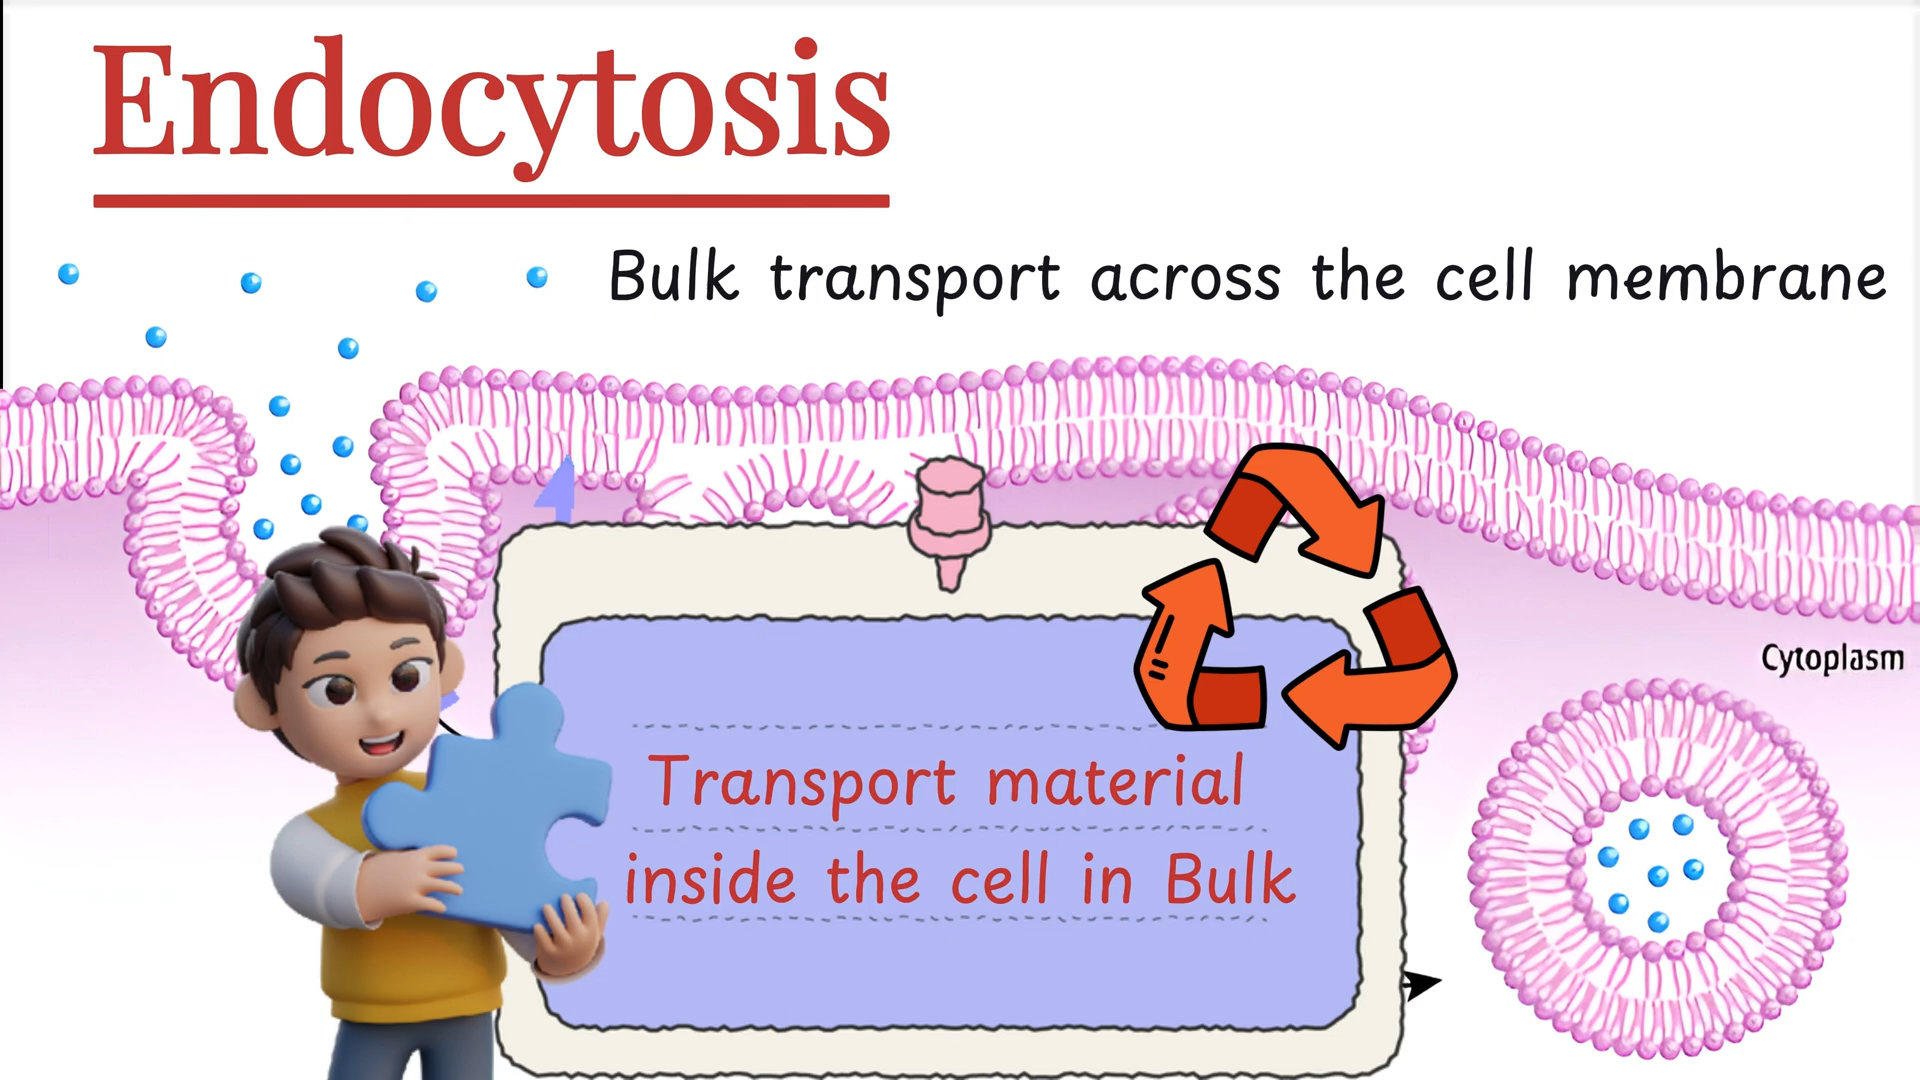 Endocytosis
Bulk transport across the cell membrane
Cytoplasm
Transport material
inside the cell in Bulk